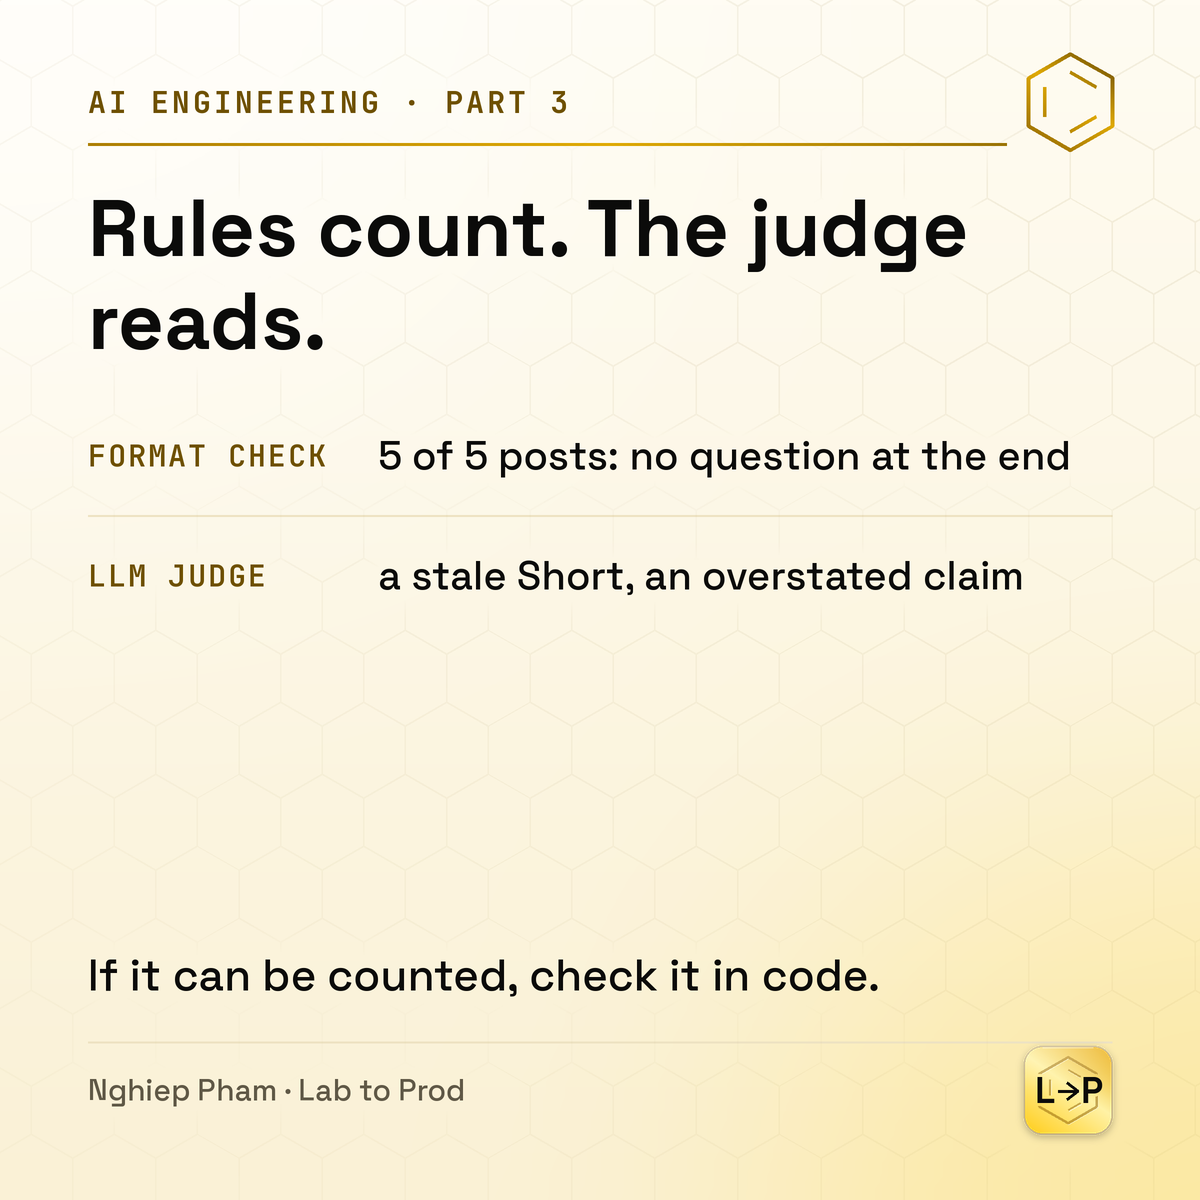 AI ENGINEERING · PART 3
Rules count. The judge
reads.
FORMAT CHECK 5 of 5 posts: no question at the end
LLM JUDGE a stale Short, an overstated claim
If it can be counted, check it in code.
Nghiep Pham · Lab to Prod
L→P